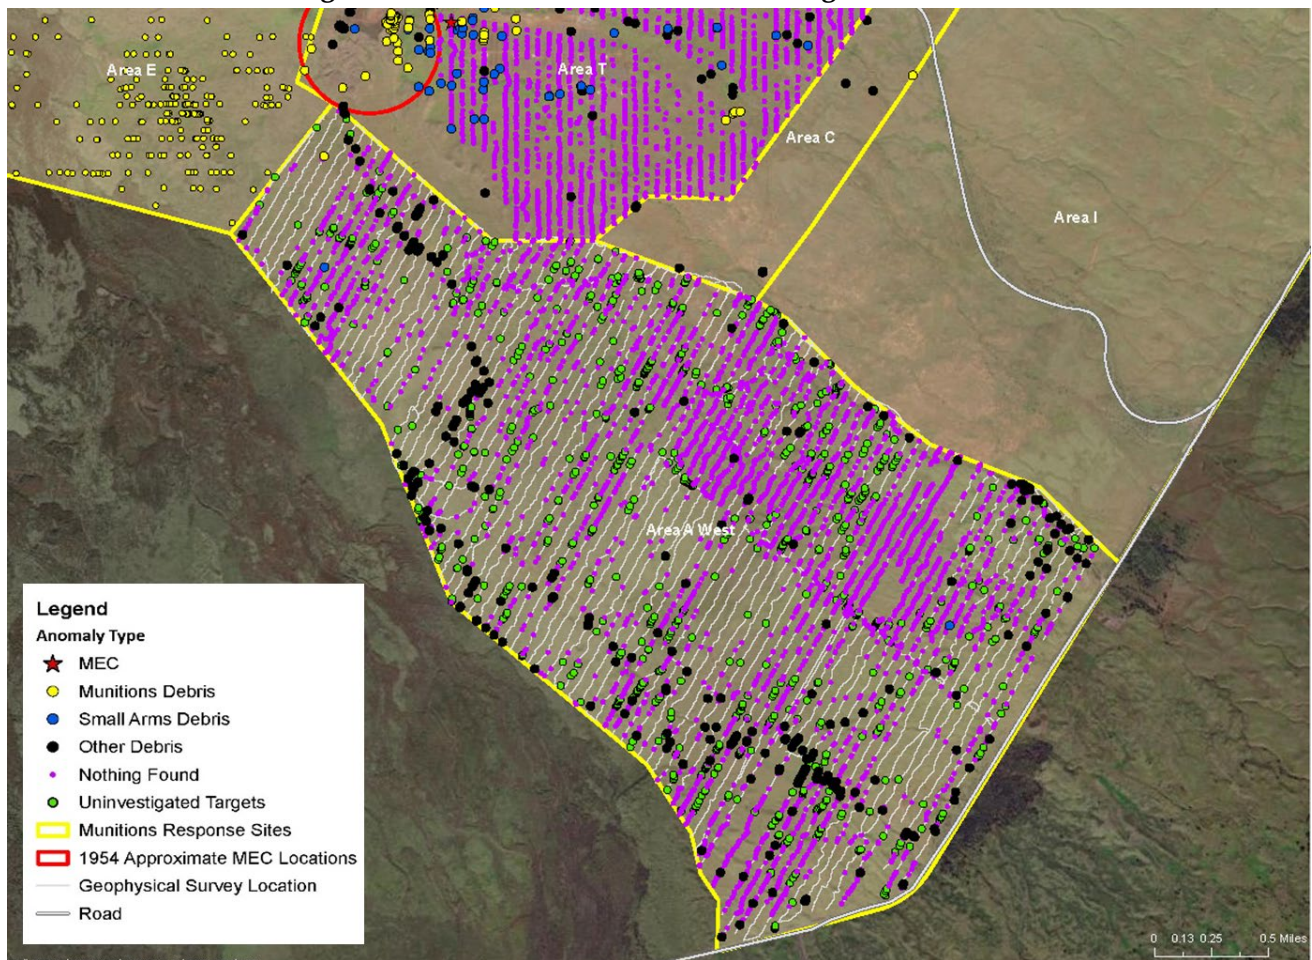 Area E
Area T
Area C
Area I
Area A West
Legend
Anomaly Type
MEC
Munitions Debris
Small Arms Debris
Other Debris
Nothing Found
Uninvestigated Targets
Munitions Response Sites
1954 Approximate MEC Locations
Geophysical Survey Location
Road
0 0.13 0.25 0.5 Miles